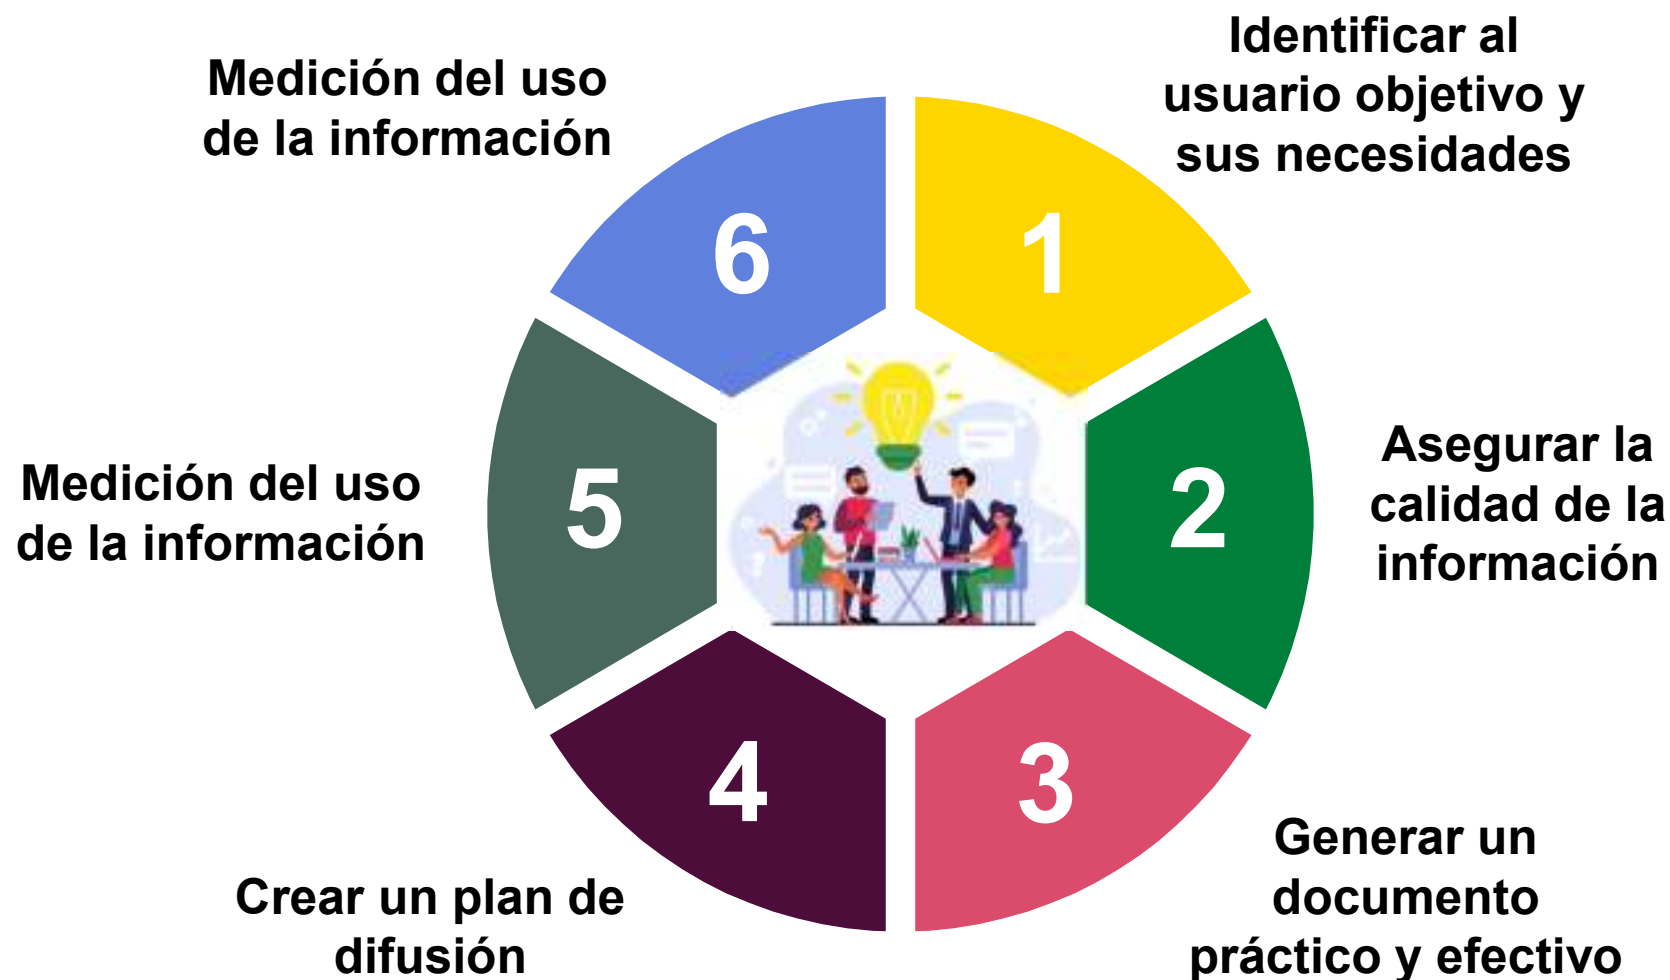 Identificar al
usuario objetivo y
sus necesidades
1
Asegurar la
calidad de la
información
2
Generar un
documento
práctico y efectivo
3
Crear un plan de
difusión
4
Medición del uso
de la información
5
Medición del uso
de la información
6